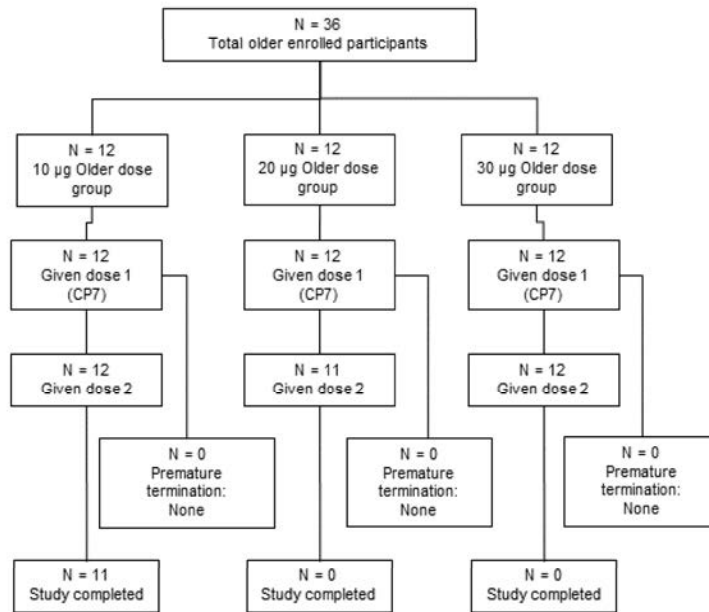 N = 36
Total older enrolled participants
N = 12
10 µg Older dose
group
N = 12
20 µg Older dose
group
N = 12
30 µg Older dose
group
N = 12
Given dose 1
(CP7)
N = 12
Given dose 1
(CP7)
N = 12
Given dose 1
(CP7)
N = 12
Given dose 2
N = 11
Given dose 2
N = 12
Given dose 2
N = 0
Premature
termination:
None
N = 0
Premature
termination:
None
N = 0
Premature
termination:
None
N = 11
Study completed
N = 0
Study completed
N = 0
Study completed